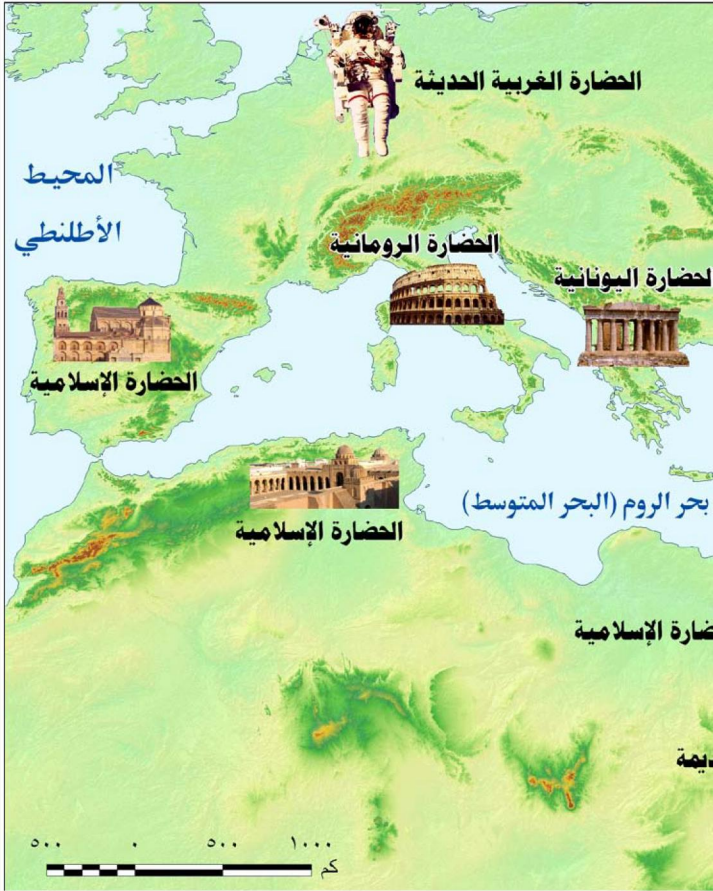 الحضارة الغربية الحديثة
المحيط
الأطلنطي
الحضارة الرومانية
لحضارة اليونانية
الحضارة الإسلامية
بحر الروم (البحر المتوسط)
الحضارة الإسلامية
ضارة الإسلامية
ديمة
٥٠٠ ٠ ٥٠٠ ١٠٠٠
كم